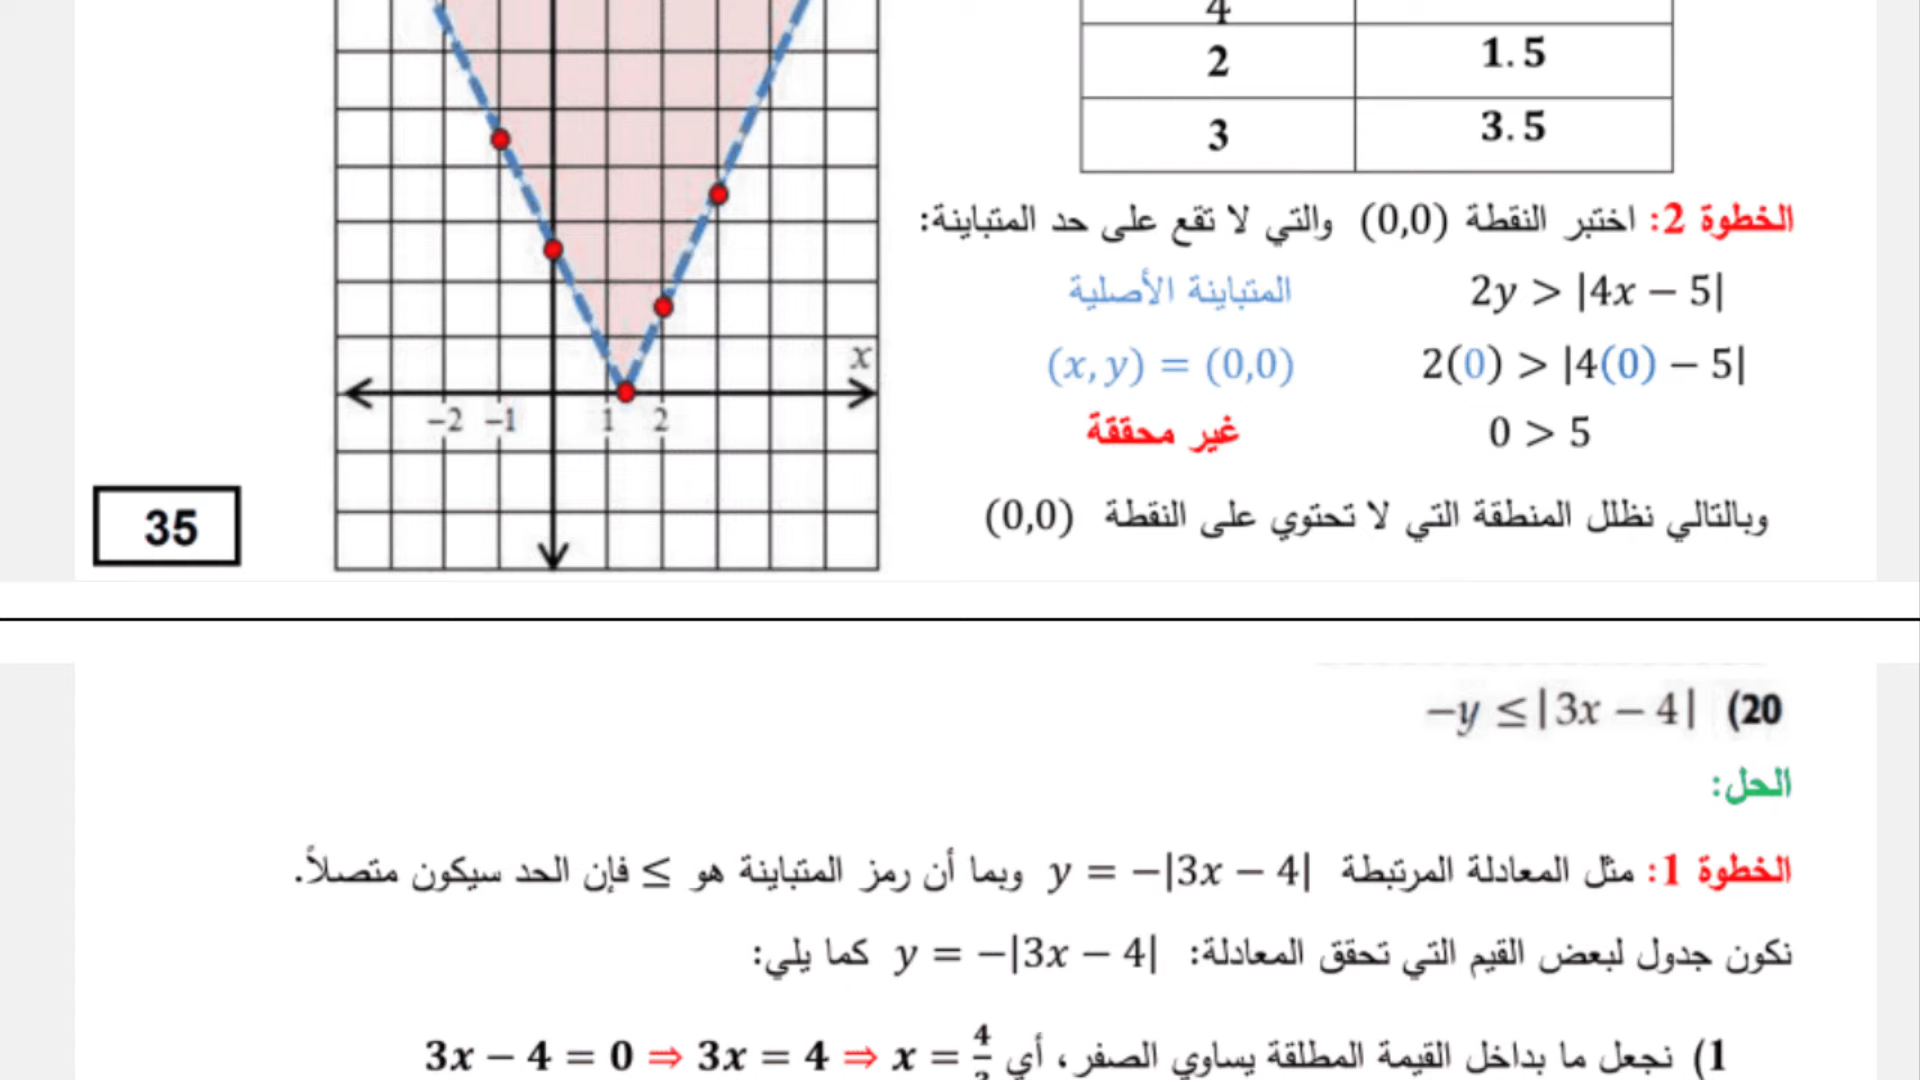 4
2 1.5
3 3.5
الخطوة 2: اختبر النقطة (0,0) والتي لا تقع على حد المتباينة:
2y > |4x − 5| المتباينة الأصلية
2(0) > |4(0) − 5| (x, y) = (0,0)
0 > 5 غير محققة
وبالتالي نظلل المنطقة التي لا تحتوي على النقطة (0,0)
x
−2 −1 1 2
35
20) −y ≤ |3x − 4|
الحل:
الخطوة 1: مثل المعادلة المرتبطة y = −|3x − 4| وبما أن رمز المتباينة هو ≥ فإن الحد سيكون متصلاً.
نكون جدول لبعض القيم التي تحقق المعادلة: y = −|3x − 4| كما يلي:
1) نجعل ما بداخل القيمة المطلقة يساوي الصفر، أي 3x − 4 = 0 ⇒ 3x = 4 ⇒ x = 4/3